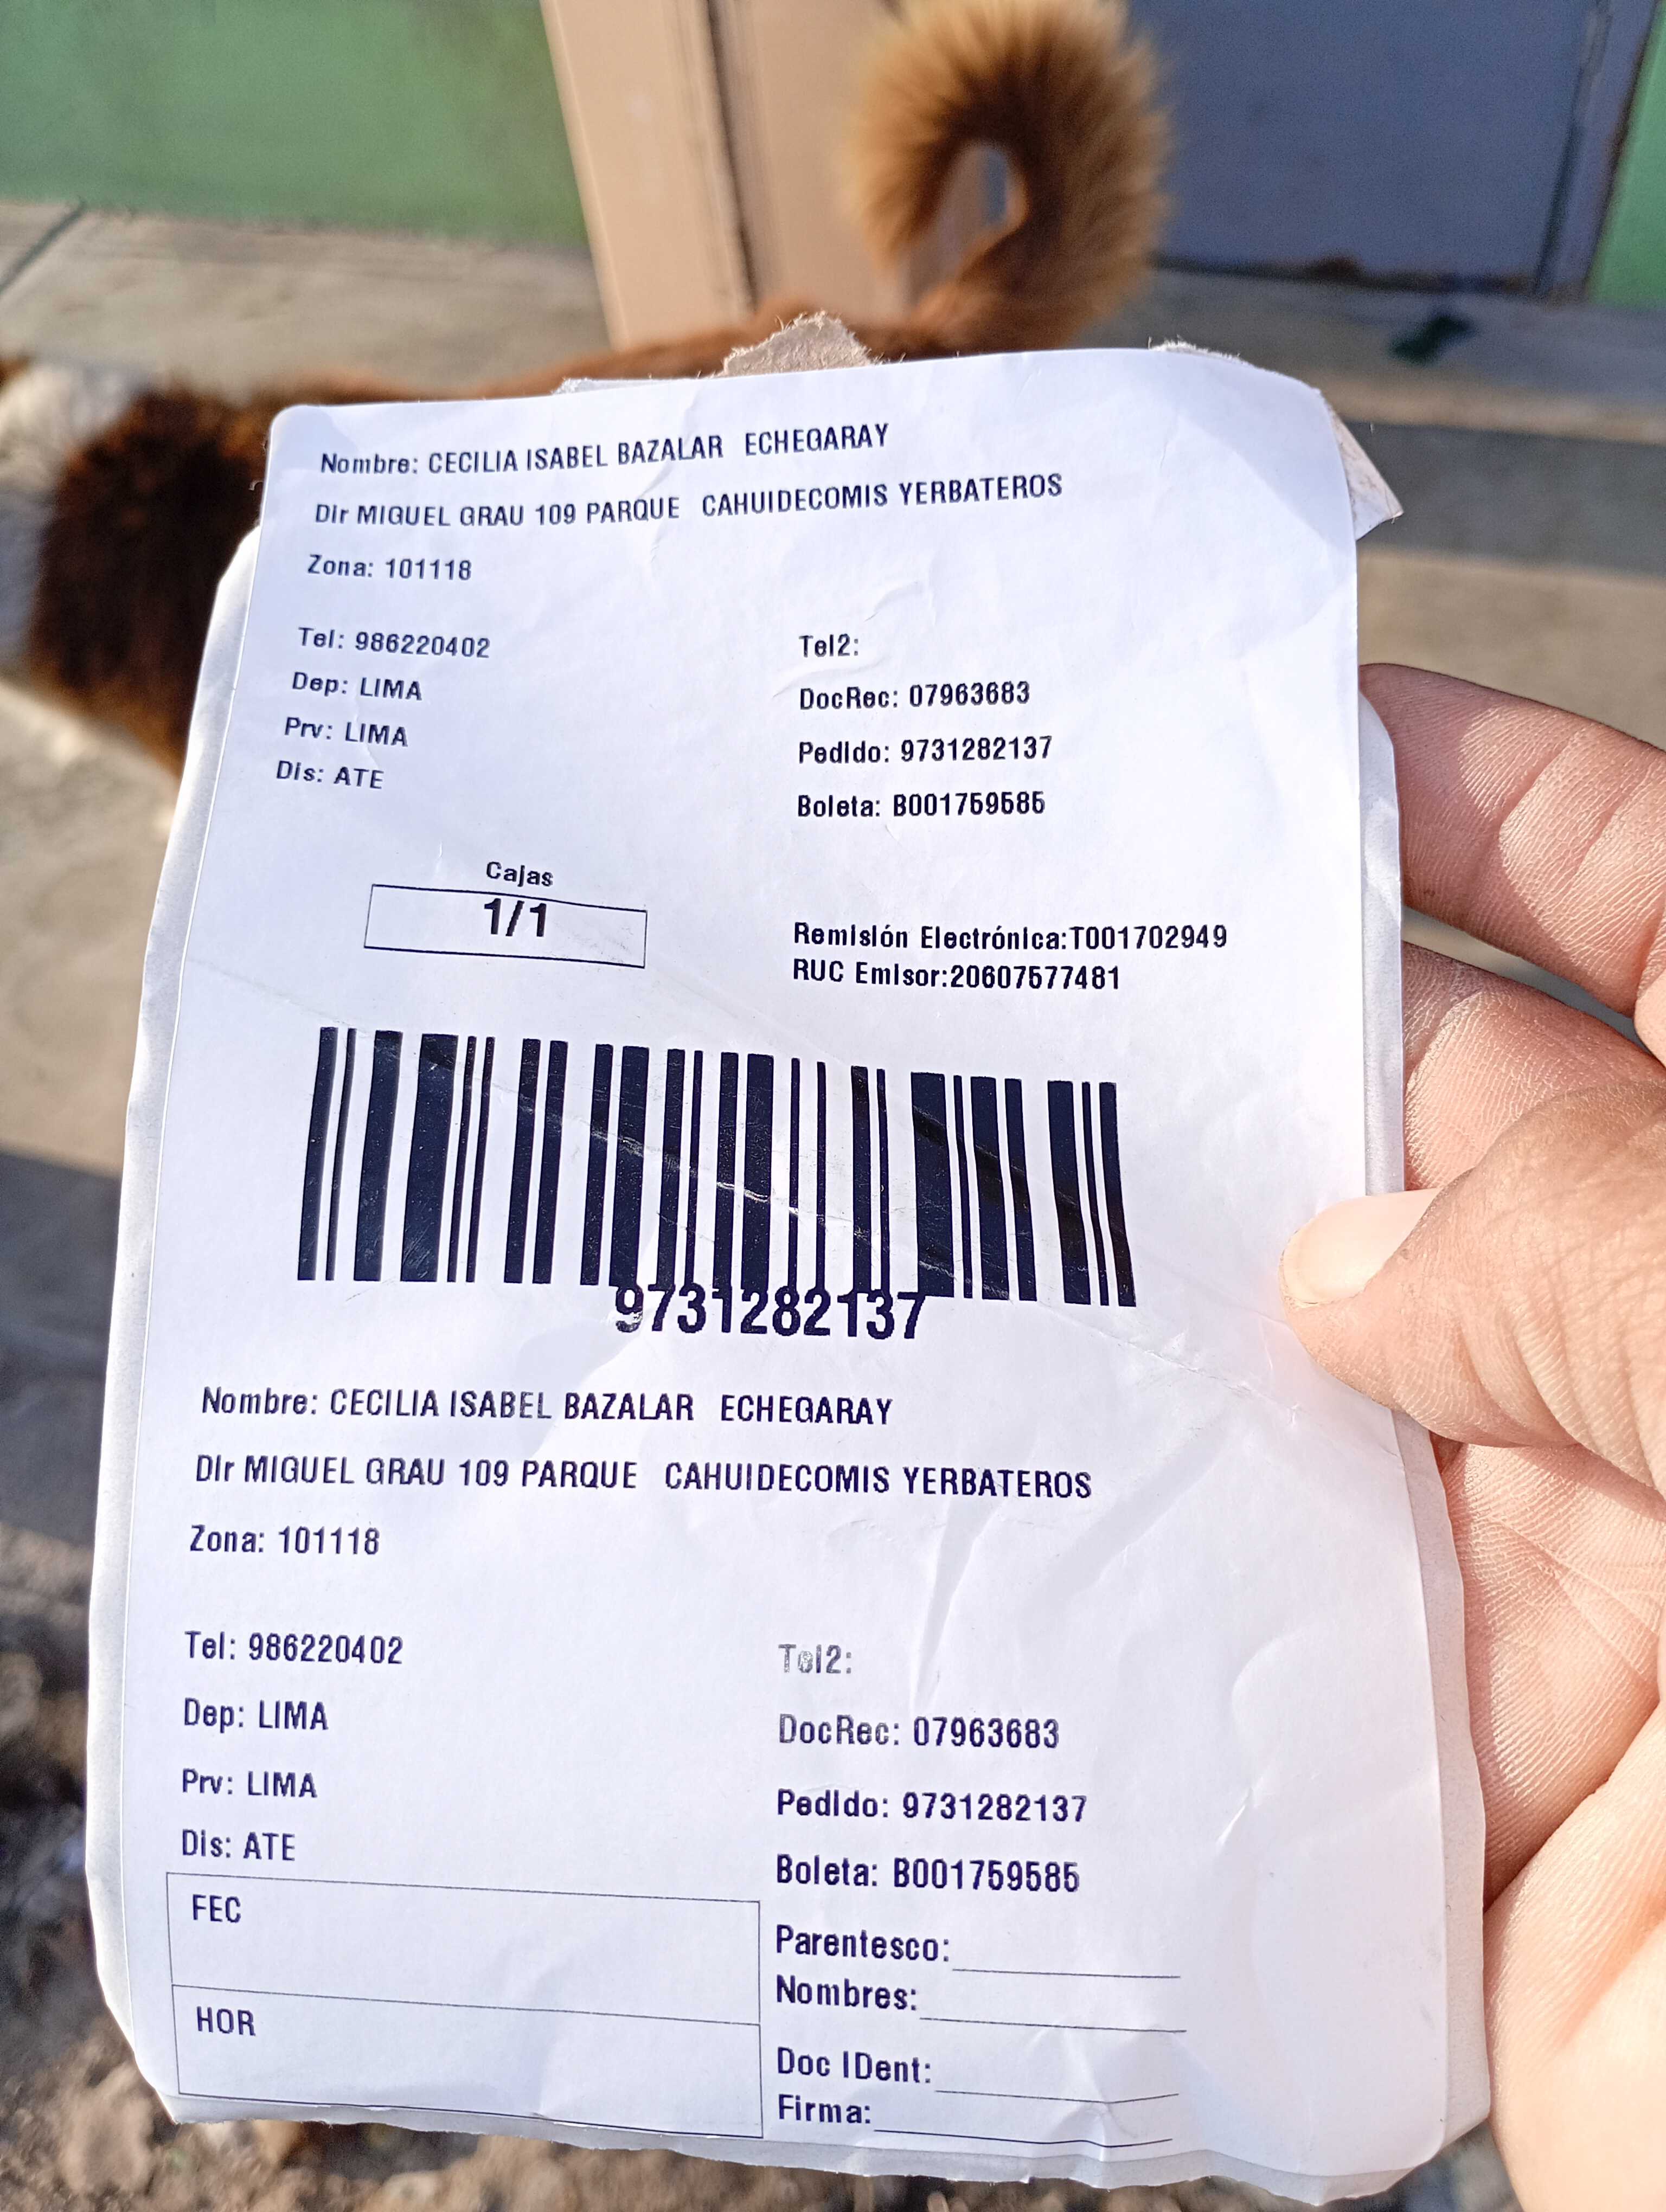 Nombre: CECILIA ISABEL BAZALAR ECHEGARAY
Dir MIGUEL GRAU 109 PARQUE CAHUIDECOMIS YERBATEROS
Zona: 101118
Tel: 986220402
Tel2:
Dep: LIMA
DocRec: 07963683
Prv: LIMA
Pedido: 9731282137
Dis: ATE
Boleta: B001759585
Cajas
1/1
Remisión Electrónica:T001702949
RUC Emisor:20607577481
9731282137
Nombre: CECILIA ISABEL BAZALAR ECHEGARAY
Dir MIGUEL GRAU 109 PARQUE CAHUIDECOMIS YERBATEROS
Zona: 101118
Tel: 986220402
Tel2:
Dep: LIMA
DocRec: 07963683
Prv: LIMA
Pedido: 9731282137
Dis: ATE
Boleta: B001759585
FEC
Parentesco:
Nombres:
HOR
Doc IDent:
Firma: